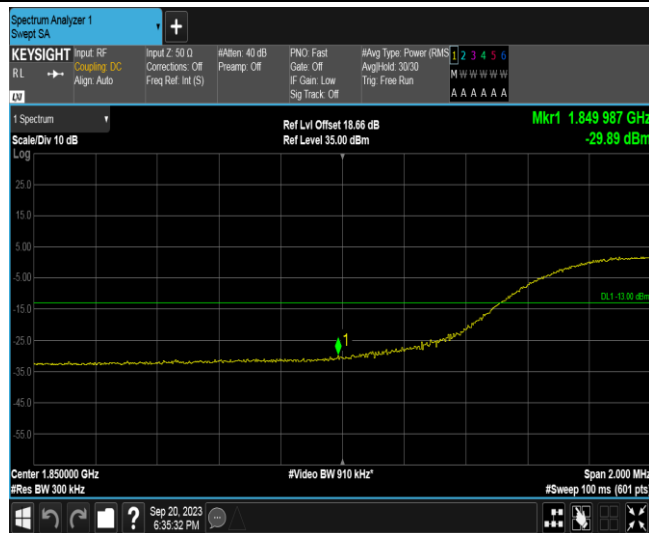 Spectrum Analyzer 1
Swept SA
+
KEYSIGHT
RL
LXI
Input: RF
Coupling: DC
Align: Auto
Input Z: 50 Ω
Corrections: Off
Freq Ref: Int (S)
#Atten: 40 dB
Preamp: Off
PNO: Fast
Gate: Off
IF Gain: Low
Sig Track: Off
#Avg Type: Power (RMS
Avg|Hold: 30/30
Trig: Free Run
1 2 3 4 5 6
M W W W W W
A A A A A A
1 Spectrum
Scale/Div 10 dB
Ref Lvl Offset 18.66 dB
Ref Level 35.00 dBm
Mkr1 1.849 987 GHz
-29.89 dBm
Log
25.0
15.0
5.00
-5.00
DL1 -13.00 dBm
-15.0
1
-25.0
-35.0
-45.0
-55.0
Center 1.850000 GHz
#Video BW 910 kHz*
Span 2.000 MHz
#Res BW 300 kHz
#Sweep 100 ms (601 pts
?
Sep 20, 2023
6:35:32 PM